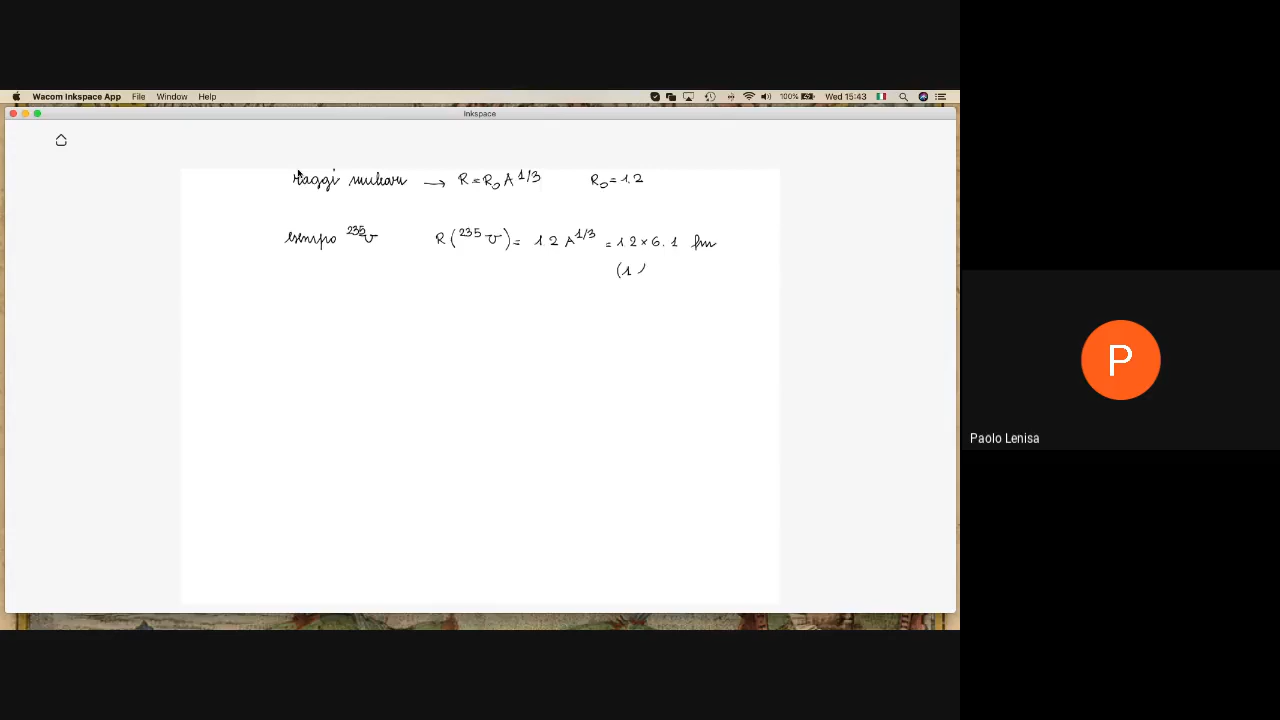 Wacom Inkspace App File Window Help 100% Wed 15:43
Inkspace
Raggi nucleari → R = R₀ A^1/3 R₀ = 1.2
esempio ²³⁵U R(²³⁵U) = 1.2 A^1/3 = 1.2 × 6.1 fm
(1 )
P
Paolo Lenisa